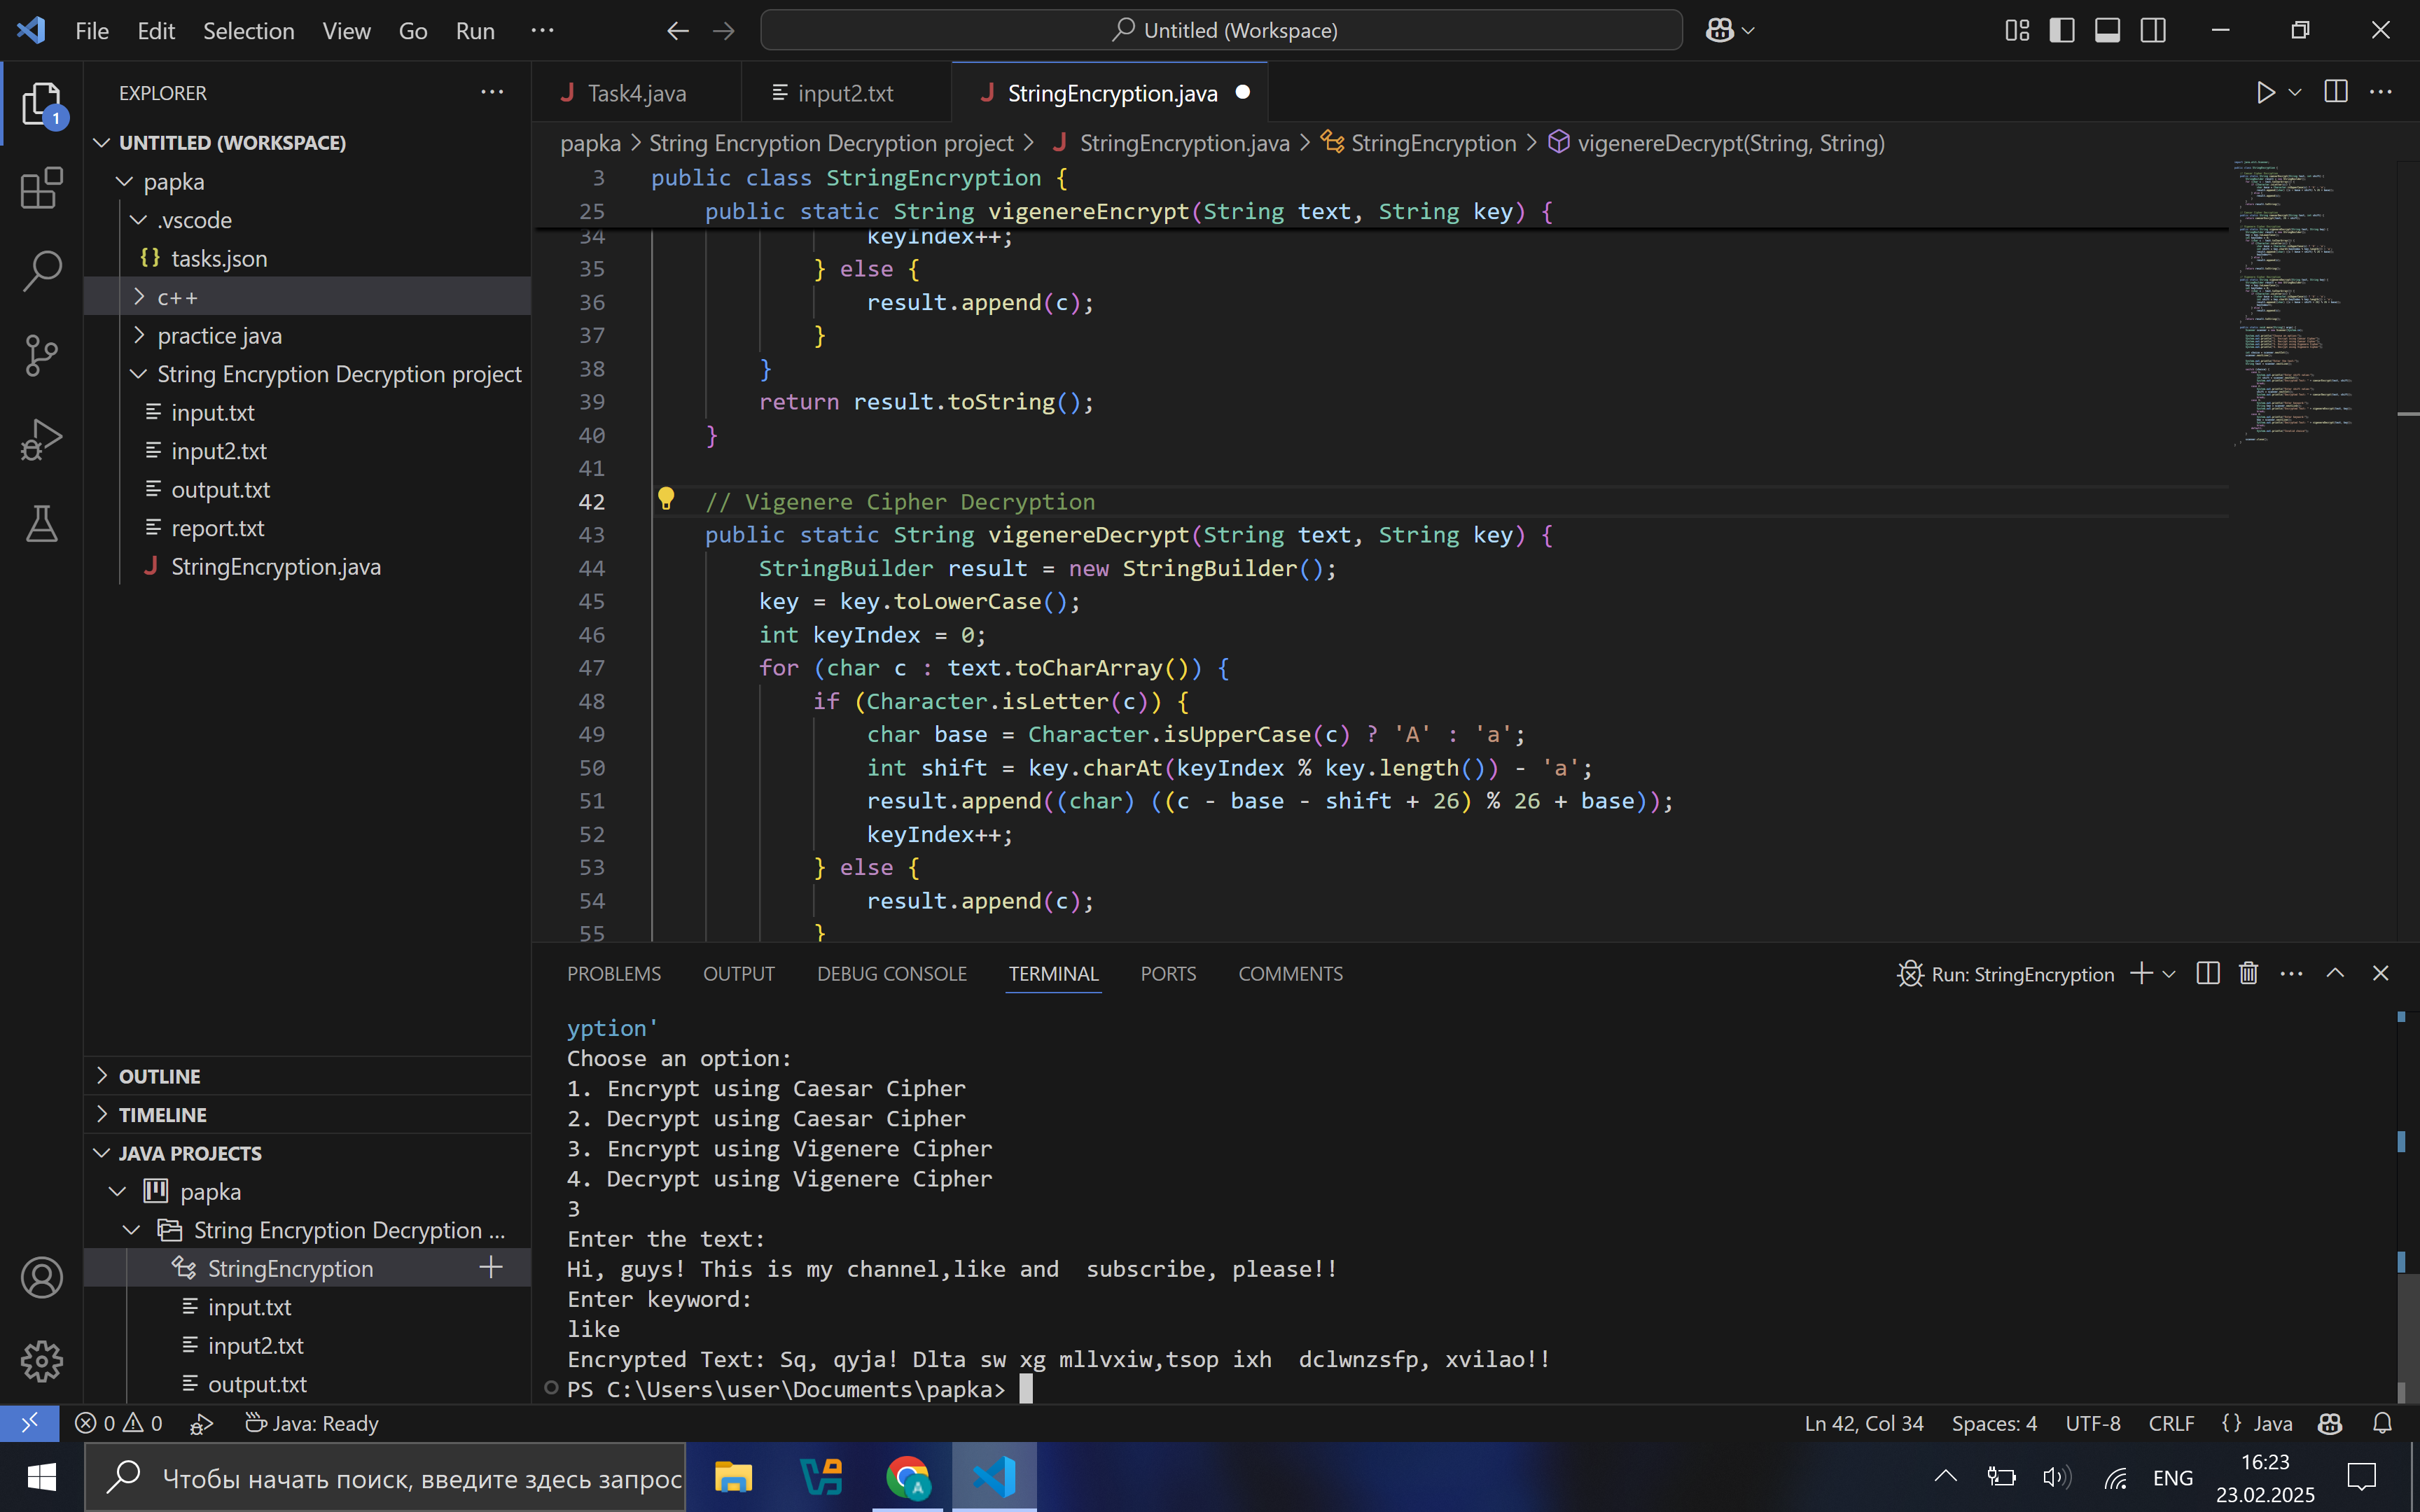 File Edit Selection View Go Run ··· Untitled (Workspace)
EXPLORER ···
1
UNTITLED (WORKSPACE)
papka
.vscode
{} tasks.json
c++
practice java
String Encryption Decryption project
input.txt
input2.txt
output.txt
report.txt
J StringEncryption.java
OUTLINE
TIMELINE
JAVA PROJECTS
papka
String Encryption Decryption ...
StringEncryption +
input.txt
input2.txt
output.txt
J Task4.java input2.txt J StringEncryption.java
papka > String Encryption Decryption project > J StringEncryption.java > StringEncryption > vigenereDecrypt(String, String)
3 public class StringEncryption {
25 public static String vigenereEncrypt(String text, String key) {
34 keyIndex++;
35 } else {
36 result.append(c);
37 }
38 }
39 return result.toString();
40 }
41
42 // Vigenere Cipher Decryption
43 public static String vigenereDecrypt(String text, String key) {
44 StringBuilder result = new StringBuilder();
45 key = key.toLowerCase();
46 int keyIndex = 0;
47 for (char c : text.toCharArray()) {
48 if (Character.isLetter(c)) {
49 char base = Character.isUpperCase(c) ? 'A' : 'a';
50 int shift = key.charAt(keyIndex % key.length()) - 'a';
51 result.append((char) ((c - base - shift + 26) % 26 + base));
52 keyIndex++;
53 } else {
54 result.append(c);
55 }
PROBLEMS OUTPUT DEBUG CONSOLE TERMINAL PORTS COMMENTS Run: StringEncryption
yption'
Choose an option:
1. Encrypt using Caesar Cipher
2. Decrypt using Caesar Cipher
3. Encrypt using Vigenere Cipher
4. Decrypt using Vigenere Cipher
3
Enter the text:
Hi, guys! This is my channel,like and  subscribe, please!!
Enter keyword:
like
Encrypted Text: Sq, qyja! Dlta sw xg mllvxiw,tsop ixh  dclwnzsfp, xvilao!!
PS C:\Users\user\Documents\papka>
0 0 Java: Ready Ln 42, Col 34 Spaces: 4 UTF-8 CRLF {} Java
Чтобы начать поиск, введите здесь запрос A ENG 16:23
23.02.2025